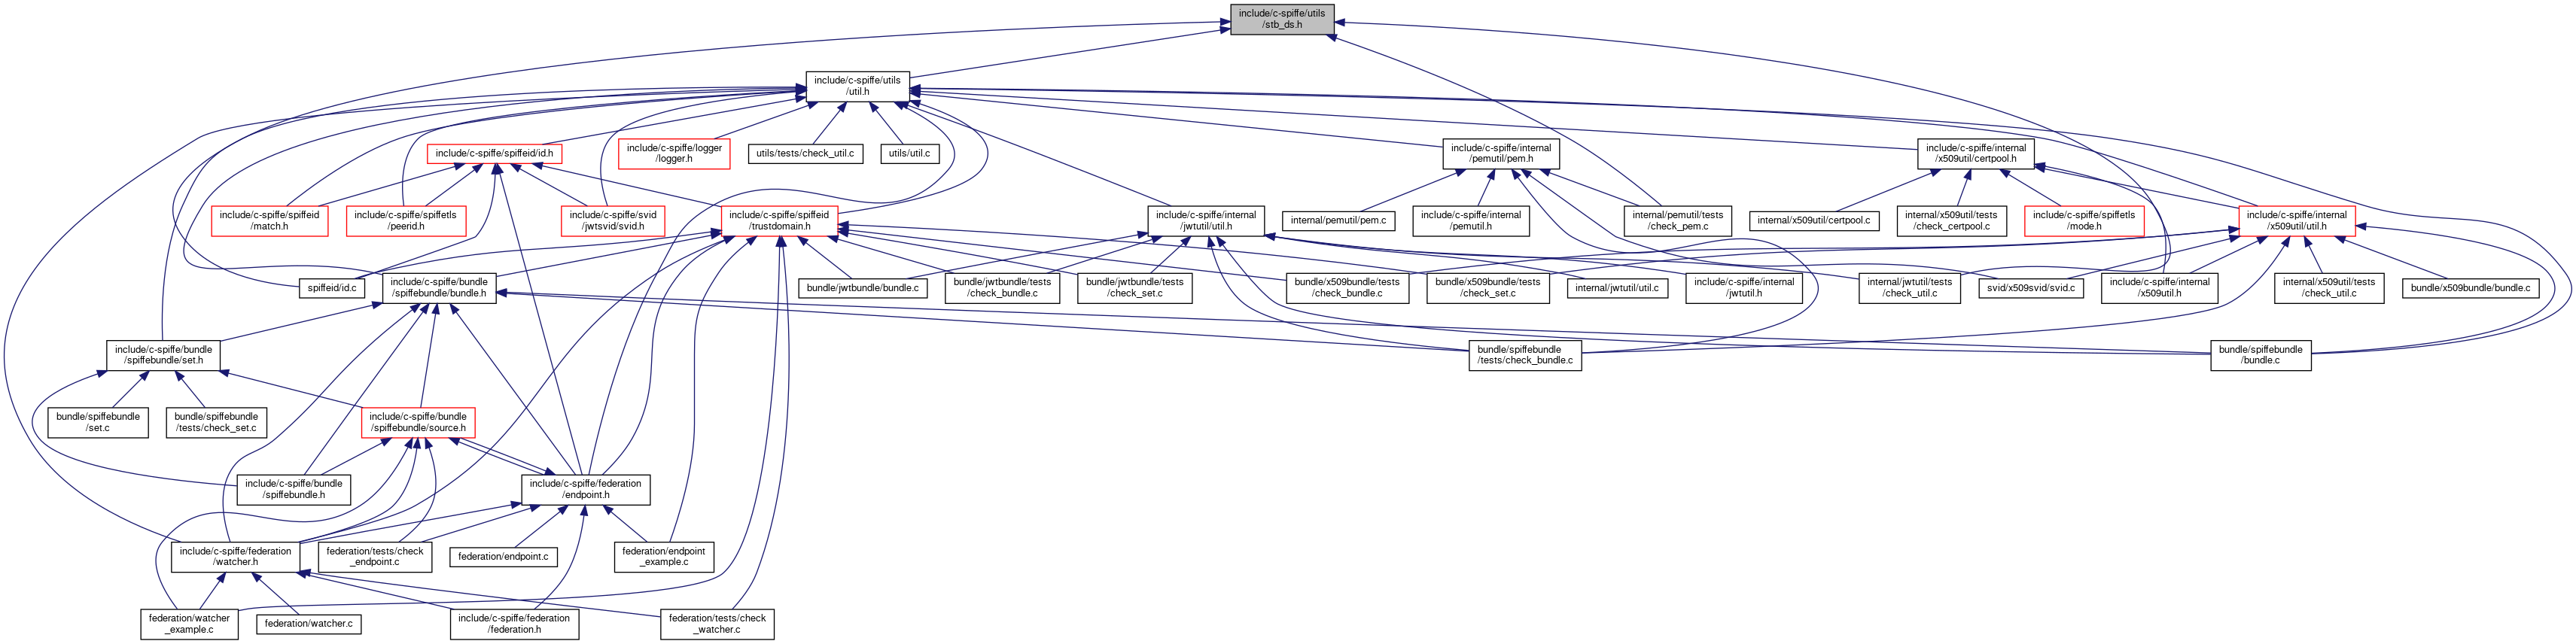 include/c-spiffe/utils
/stb_ds.h
include/c-spiffe/utils
/util.h
include/c-spiffe/spiffeid/id.h
include/c-spiffe/logger
/logger.h
utils/tests/check_util.c
utils/util.c
include/c-spiffe/internal
/pemutil/pem.h
include/c-spiffe/internal
/x509util/certpool.h
include/c-spiffe/spiffeid
/match.h
include/c-spiffe/spiffetls
/peerid.h
include/c-spiffe/svid
/jwtsvid/svid.h
include/c-spiffe/spiffeid
/trustdomain.h
include/c-spiffe/internal
/jwtutil/util.h
internal/pemutil/pem.c
include/c-spiffe/internal
/pemutil.h
internal/pemutil/tests
/check_pem.c
internal/x509util/certpool.c
internal/x509util/tests
/check_certpool.c
include/c-spiffe/spiffetls
/mode.h
include/c-spiffe/internal
/x509util/util.h
spiffeid/id.c
include/c-spiffe/bundle
/spiffebundle/bundle.h
bundle/jwtbundle/bundle.c
bundle/jwtbundle/tests
/check_bundle.c
bundle/jwtbundle/tests
/check_set.c
bundle/x509bundle/tests
/check_bundle.c
bundle/x509bundle/tests
/check_set.c
internal/jwtutil/util.c
include/c-spiffe/internal
/jwtutil.h
internal/jwtutil/tests
/check_util.c
svid/x509svid/svid.c
include/c-spiffe/internal
/x509util.h
internal/x509util/tests
/check_util.c
bundle/x509bundle/bundle.c
include/c-spiffe/bundle
/spiffebundle/set.h
bundle/spiffebundle
/tests/check_bundle.c
bundle/spiffebundle
/bundle.c
bundle/spiffebundle
/set.c
bundle/spiffebundle
/tests/check_set.c
include/c-spiffe/bundle
/spiffebundle/source.h
include/c-spiffe/bundle
/spiffebundle.h
include/c-spiffe/federation
/endpoint.h
include/c-spiffe/federation
/watcher.h
federation/tests/check
_endpoint.c
federation/endpoint.c
federation/endpoint
_example.c
federation/watcher
_example.c
federation/watcher.c
include/c-spiffe/federation
/federation.h
federation/tests/check
_watcher.c